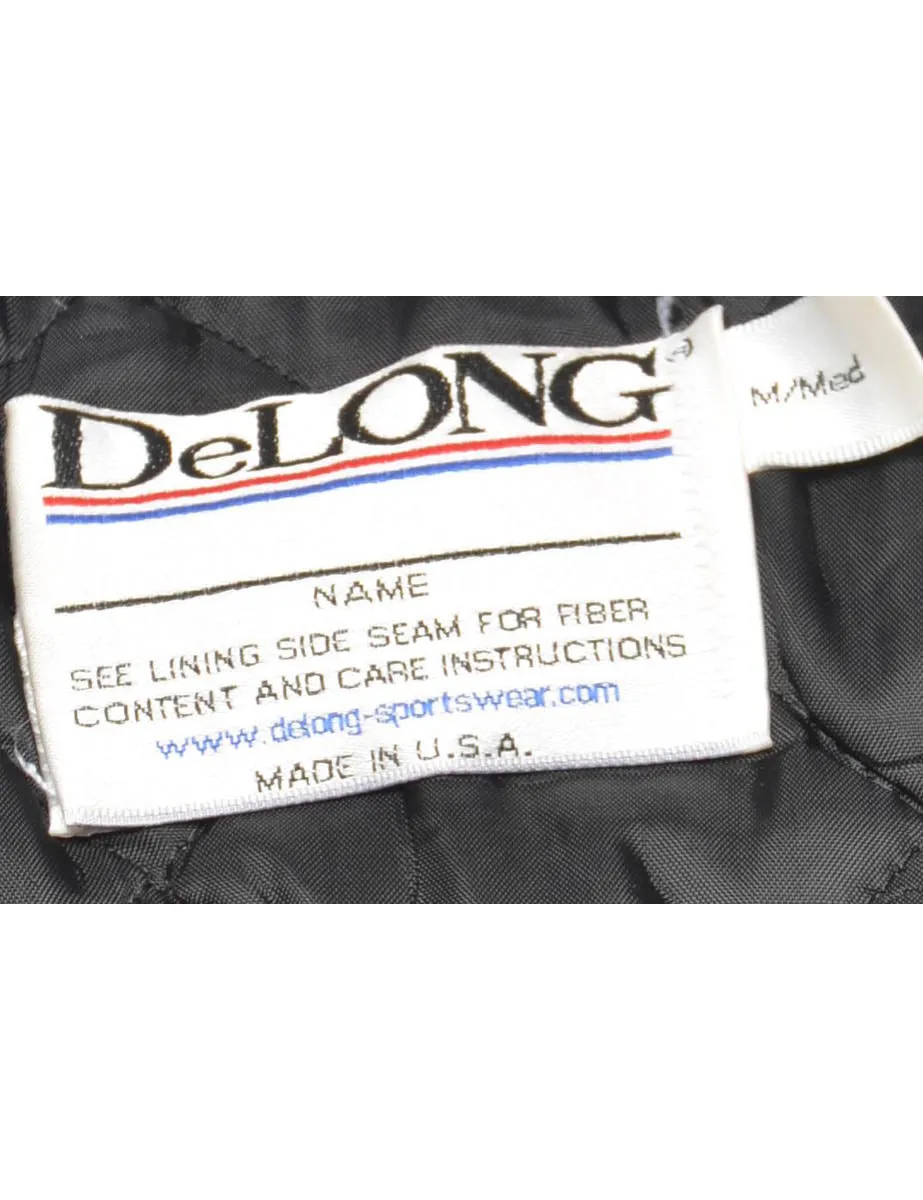 DeLONG®
M/Med
NAME
SEE LINING SIDE SEAM FOR FIBER
CONTENT AND CARE INSTRUCTIONS
www.delong-sportswear.com
MADE IN U.S.A.